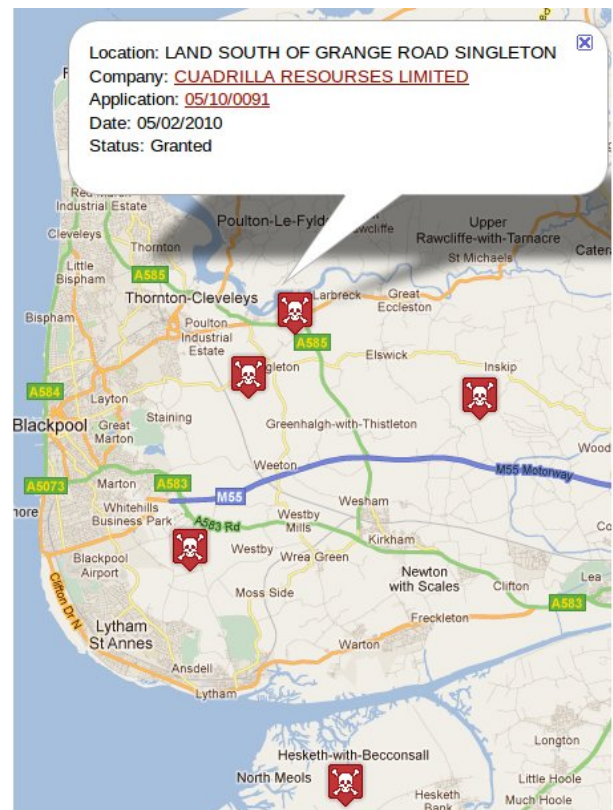 Location: LAND SOUTH OF GRANGE ROAD SINGLETON
Company: CUADRILLA RESOURSES LIMITED
Application: 05/10/0091
Date: 05/02/2010
Status: Granted
Industrial Estate
Poulton-Le-Fylde
Upper
Rawcliffe-with-Tarnacre
Cleveleys
Thornton
St Michaels
Little
Bispham
A585
Thornton-Cleveleys
Larbreck
Great
Eccleston
Bispham
Poulton
Industrial
Estate
A585
Elswick
Inskip
A584
Layton
Blackpool
Great
Marton
Staining
Greenhalgh-with-Thistleton
Weeton
M55 Motorway
A5073
Marton
A583
M55
Whitehills
Business Park
A583 Rd
Westby
Mills
Wesham
Kirkham
Blackpool
Airport
Westby
Wrea Green
Newton
with Scales
Clifton
Lea
A583
Clifton Dr N
Moss Side
Freckleton
Lytham
St Annes
Warton
Ansdell
Lytham
Longton
Hesketh-with-Becconsall
North Meols
Little Hoole
Hesketh
Bank
Much Hoole